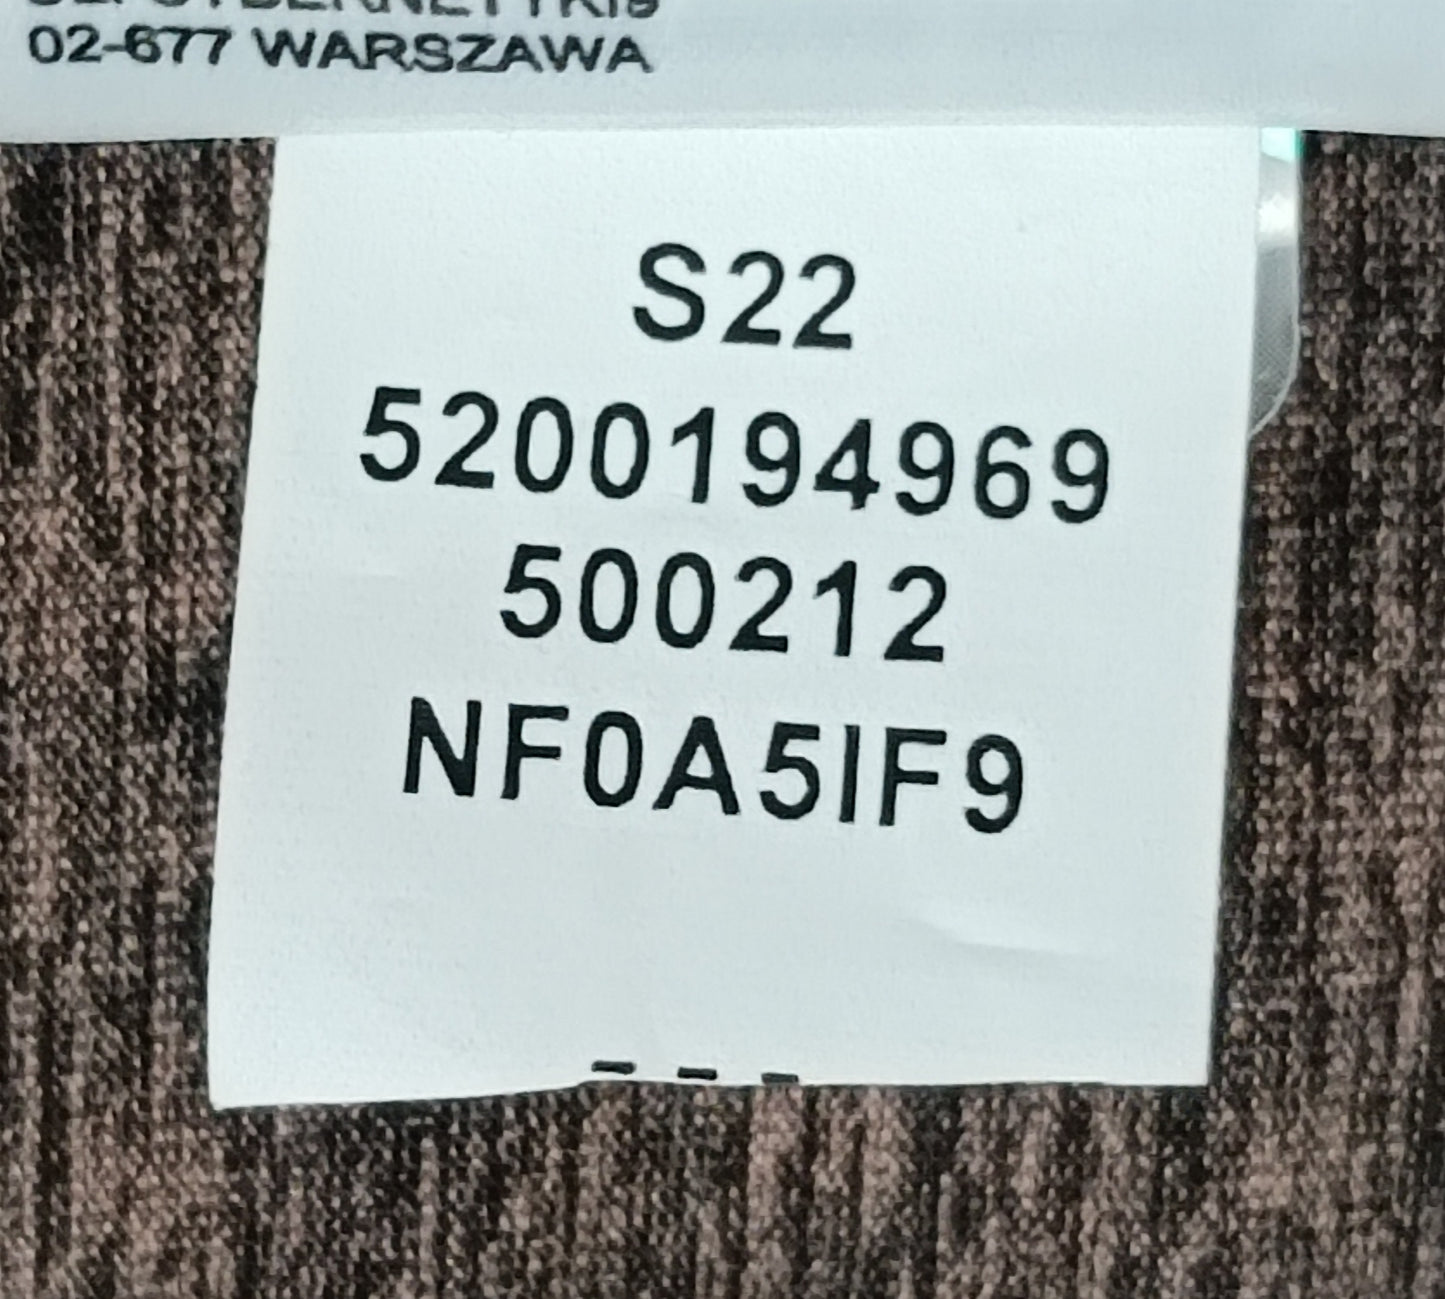 02-677 WARSZAWA
S22
5200194969
500212
NF0A5IF9
- - -